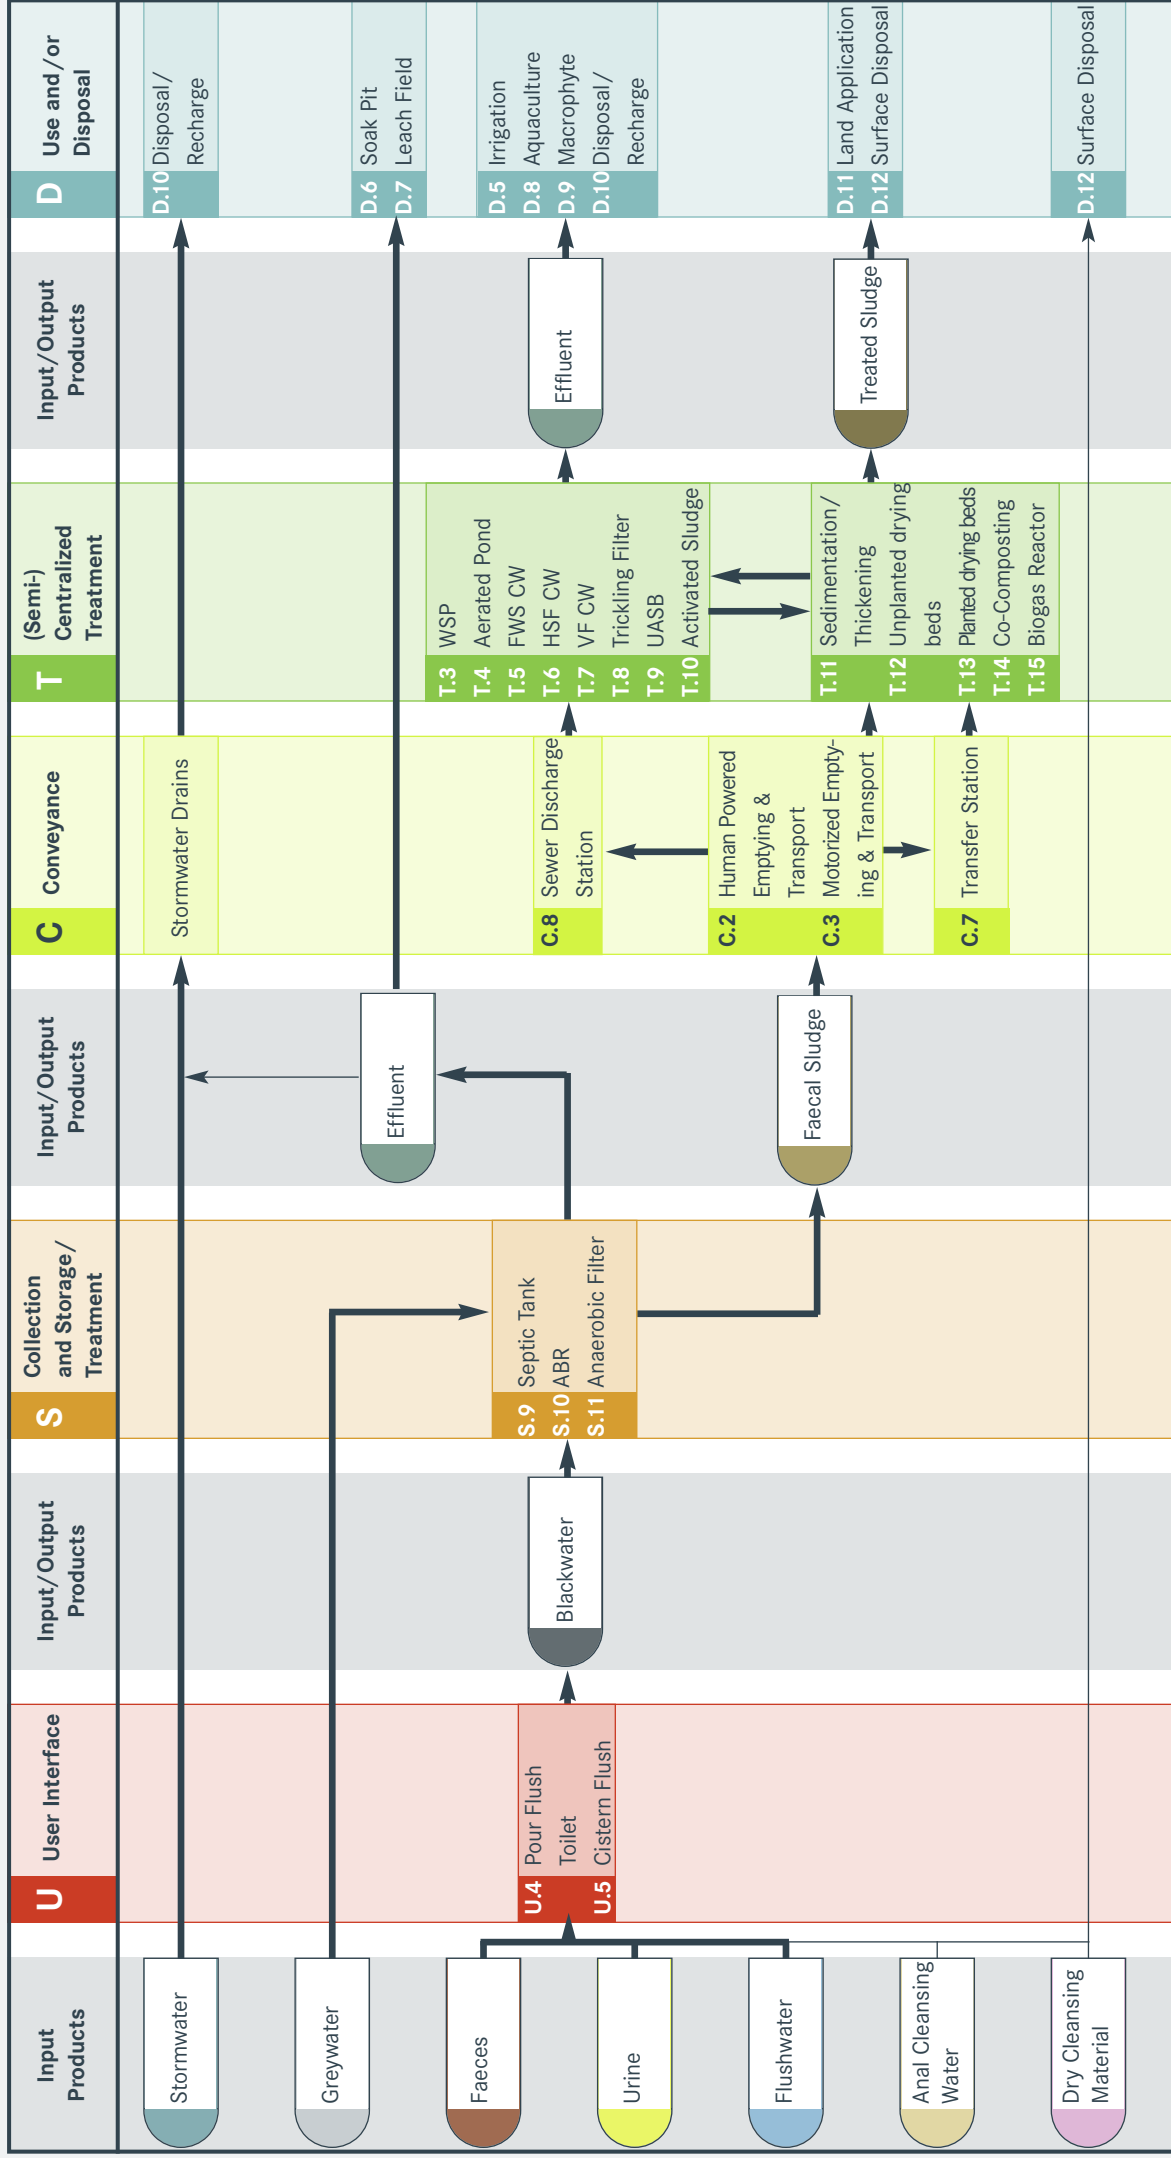 Input
Products
U
User Interface
Input/Output
Products
S
Collection
and Storage/
Treatment
Input/Output
Products
C
Conveyance
T
(Semi-)
Centralized
Treatment
Input/Output
Products
D
Use and/or
Disposal
Stormwater
Stormwater Drains
D.10 Disposal/
Recharge
Greywater
Effluent
D.6 Soak Pit
D.7 Leach Field
Faeces
Urine
Flushwater
Anal Cleansing
Water
Dry Cleansing
Material
U.4 Pour Flush
Toilet
U.5 Cistern Flush
Blackwater
S.9 Septic Tank
S.10 ABR
S.11 Anaerobic Filter
Faecal Sludge
C.8 Sewer Discharge
Station
C.2 Human Powered
Emptying &
Transport
C.3 Motorized Empty-
ing & Transport
C.7 Transfer Station
T.3 WSP
T.4 Aerated Pond
T.5 FWS CW
T.6 HSF CW
T.7 VF CW
T.8 Trickling Filter
T.9 UASB
T.10 Activated Sludge
T.11 Sedimentation/
Thickening
T.12 Unplanted drying
beds
T.13 Planted drying beds
T.14 Co-Composting
T.15 Biogas Reactor
Effluent
Treated Sludge
D.5 Irrigation
D.8 Aquaculture
D.9 Macrophyte
D.10 Disposal/
Recharge
D.11 Land Application
D.12 Surface Disposal
D.12 Surface Disposal